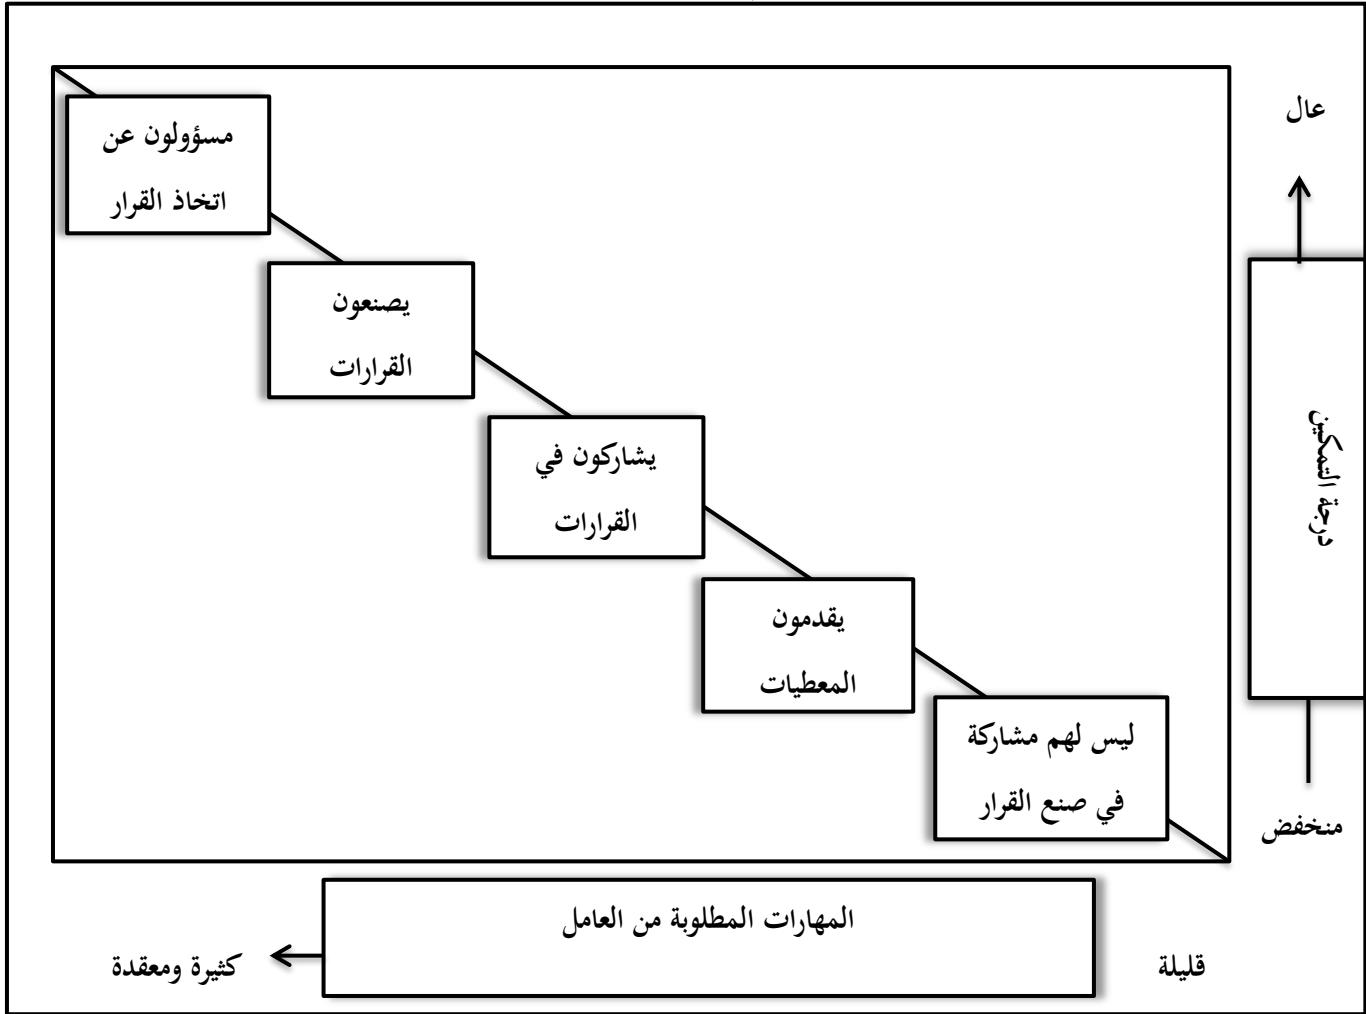 عال
مسؤولون عن
اتخاذ القرار
يصنعون
القرارات
يشاركون في
القرارات
درجة التمكين
يقدمون
المعطيات
ليس لهم مشاركة
في صنع القرار
منخفض
المهارات المطلوبة من العامل
قليلة
كثيرة ومعقدة